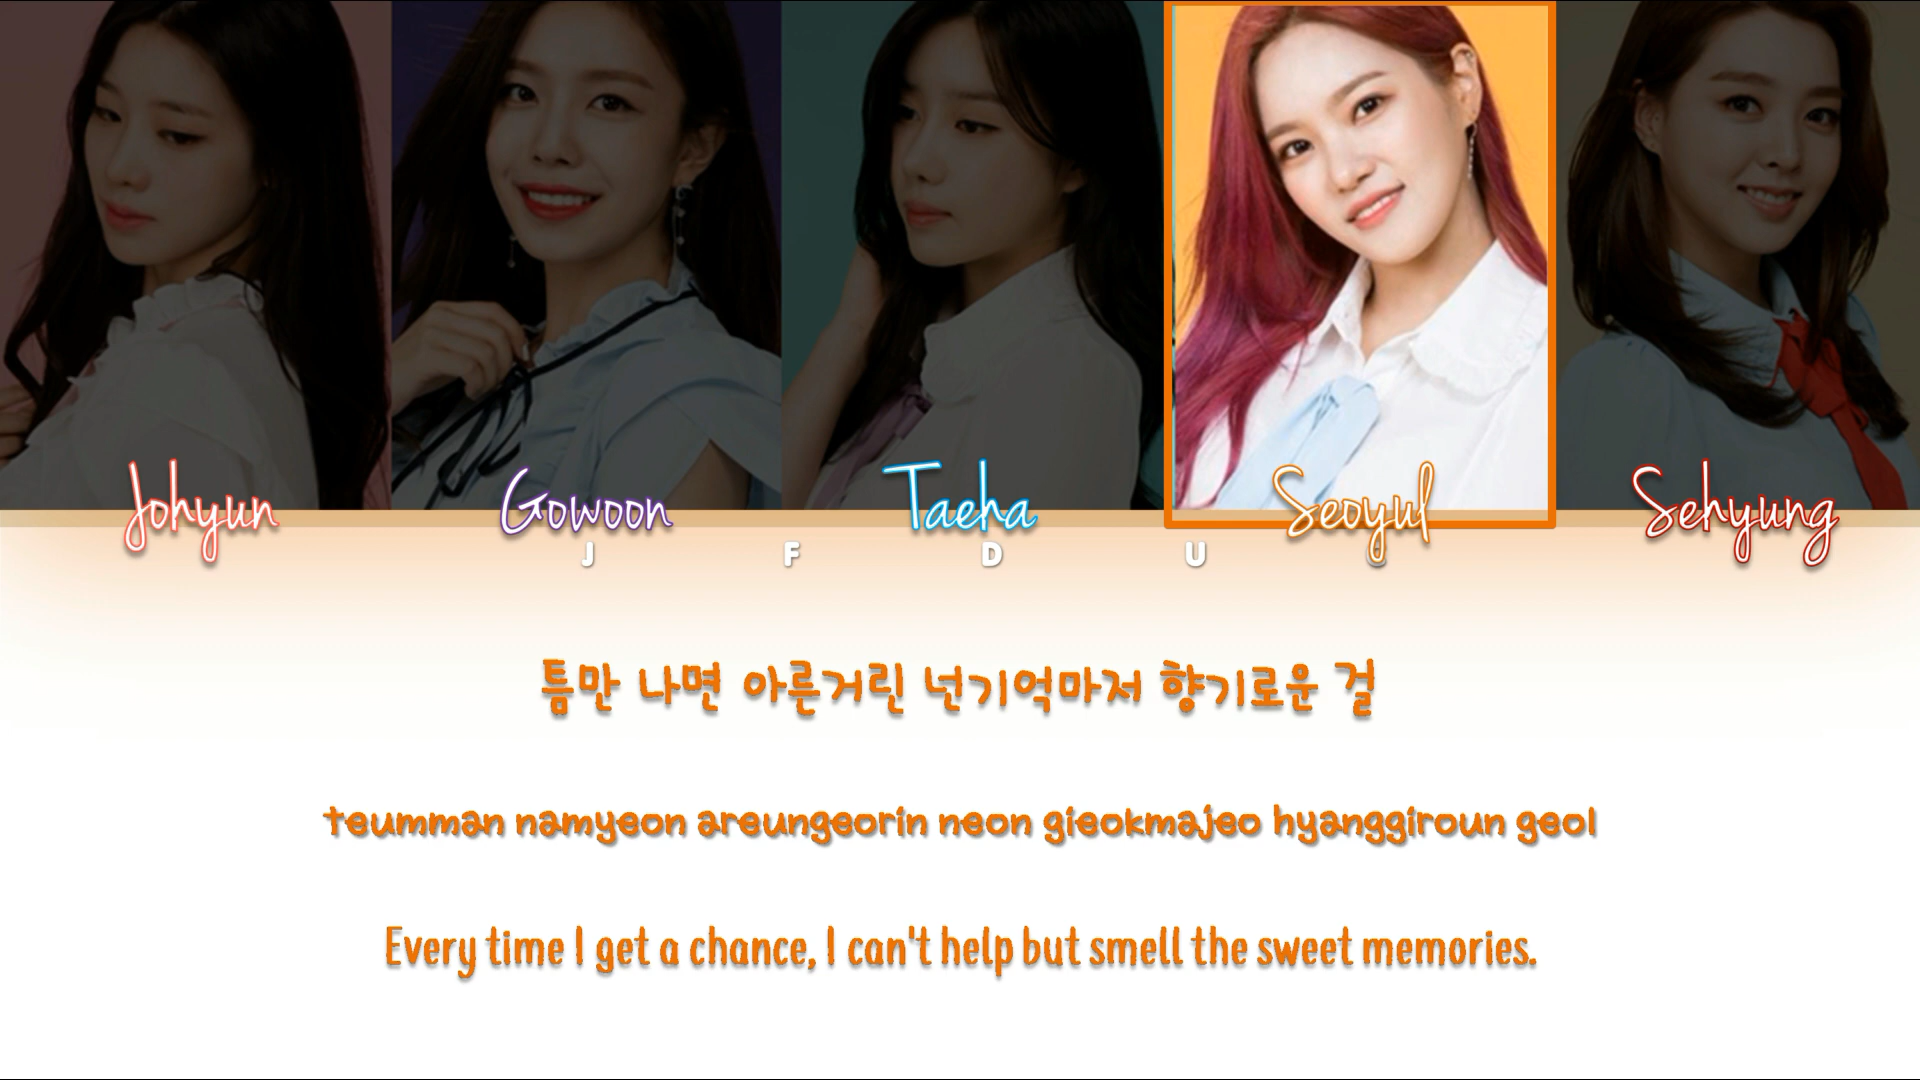 Johyun Gowoon Taeha Seoyul Sehyung
J F D U
틈만 나면 아른거린 넌기억마저 향기로운 걸
teumman namyeon areungeorin neon gieokmajeo hyanggiroun geol
Every time I get a chance, I can't help but smell the sweet memories.